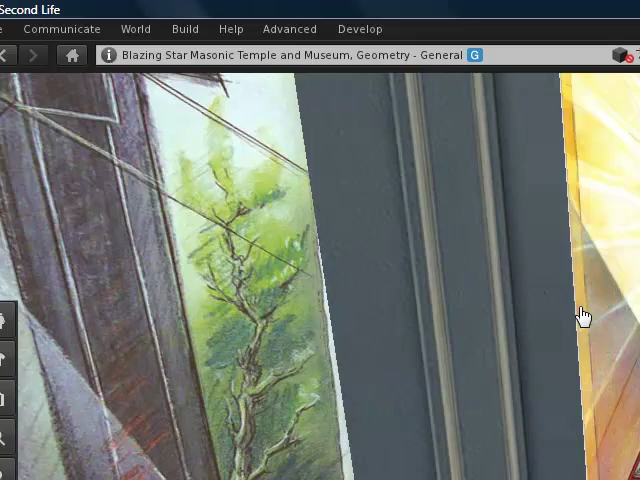 Second Life
Communicate World Build Help Advanced Develop
Blazing Star Masonic Temple and Museum, Geometry - General G